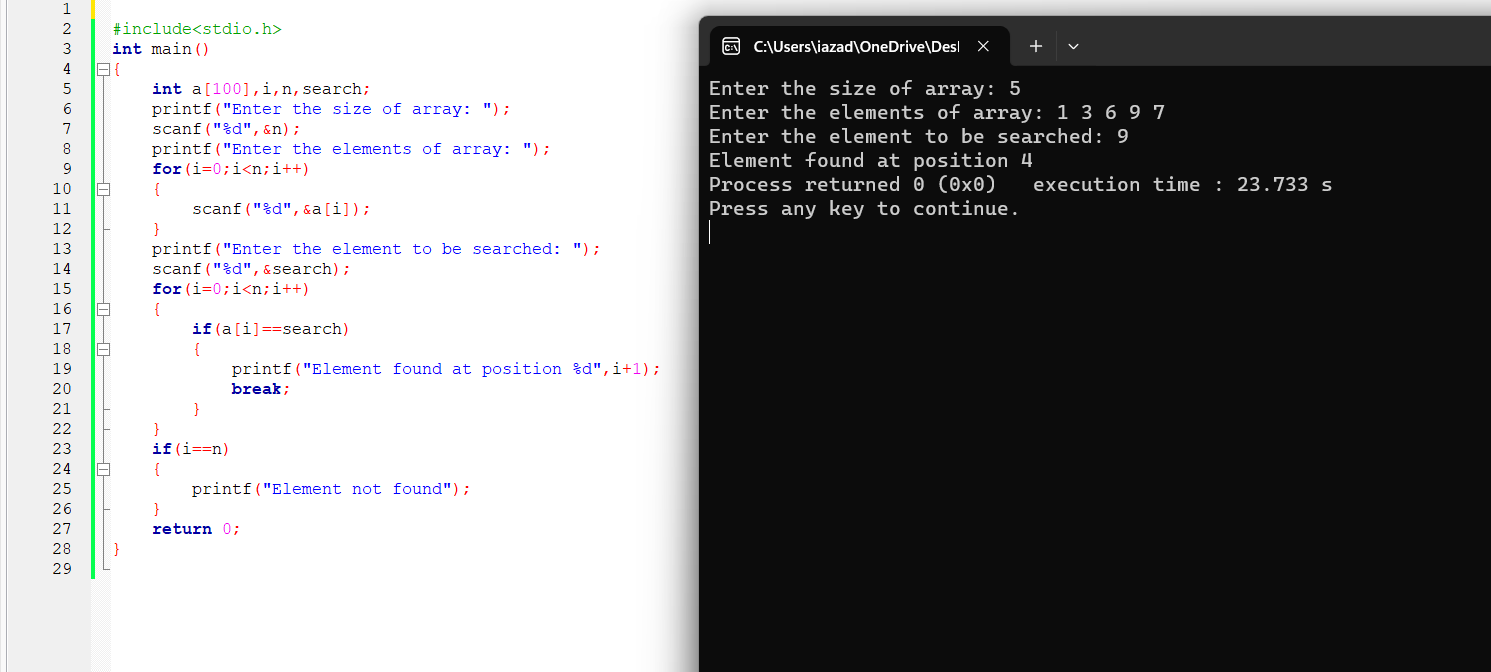 1
2 #include<stdio.h>
3 int main()
4 {
5 int a[100],i,n,search;
6 printf("Enter the size of array: ");
7 scanf("%d",&n);
8 printf("Enter the elements of array: ");
9 for(i=0;i<n;i++)
10 {
11 scanf("%d",&a[i]);
12 }
13 printf("Enter the element to be searched: ");
14 scanf("%d",&search);
15 for(i=0;i<n;i++)
16 {
17 if(a[i]==search)
18 {
19 printf("Element found at position %d",i+1);
20 break;
21 }
22 }
23 if(i==n)
24 {
25 printf("Element not found");
26 }
27 return 0;
28 }
29
C:\Users\iazad\OneDrive\Desl
Enter the size of array: 5
Enter the elements of array: 1 3 6 9 7
Enter the element to be searched: 9
Element found at position 4
Process returned 0 (0x0)   execution time : 23.733 s
Press any key to continue.